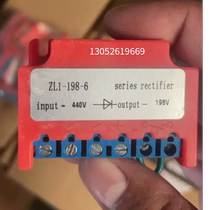 13052619669
ZL1-198-6 series rectifier
input~ 440V output- 198V